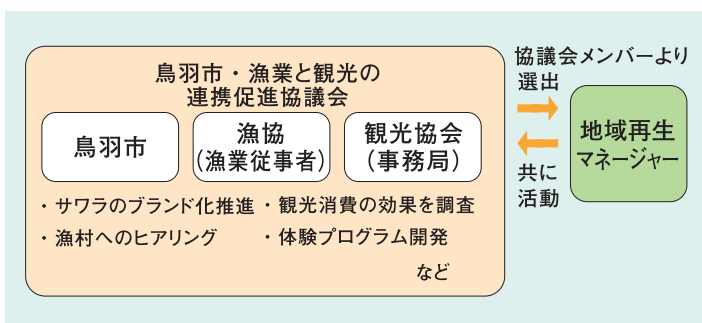 鳥羽市・漁業と観光の
連携促進協議会
鳥羽市
漁協
(漁業従事者)
観光協会
(事務局)
・サワラのブランド化推進
・観光消費の効果を調査
・漁村へのヒアリング
・体験プログラム開発
など
協議会メンバーより
選出
共に
活動
地域再生
マネージャー